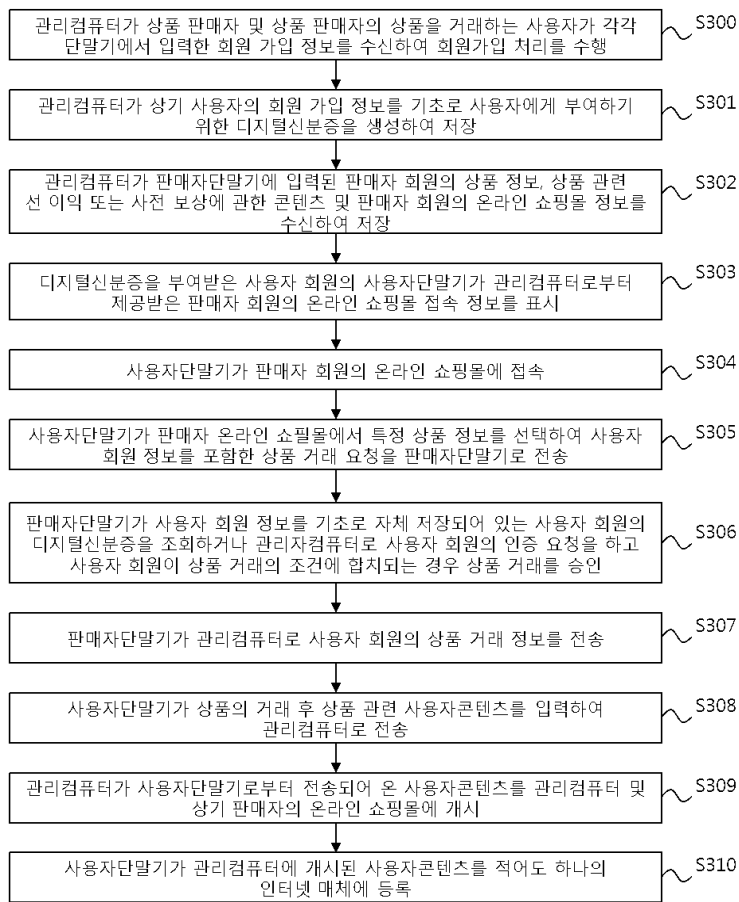 관리컴퓨터가 상품 판매자 및 상품 판매자의 상품을 거래하는 사용자가 각각
단말기에서 입력한 회원 가입 정보를 수신하여 회원가입 처리를 수행
S300
관리컴퓨터가 상기 사용자의 회원 가입 정보를 기초로 사용자에게 부여하기
위한 디지털신분증을 생성하여 저장
S301
관리컴퓨터가 판매자단말기에 입력된 판매자 회원의 상품 정보, 상품 관련
선 이익 또는 사전 보상에 관한 콘텐츠 및 판매자 회원의 온라인 쇼핑몰 정보를
수신하여 저장
S302
디지털신분증을 부여받은 사용자 회원의 사용자단말기가 관리컴퓨터로부터
제공받은 판매자 회원의 온라인 쇼핑몰 접속 정보를 표시
S303
사용자단말기가 판매자 회원의 온라인 쇼핑몰에 접속
S304
사용자단말기가 판매자 온라인 쇼필몰에서 특정 상품 정보를 선택하여 사용자
회원 정보를 포함한 상품 거래 요청을 판매자단말기로 전송
S305
판매자단말기가 사용자 회원 정보를 기초로 자체 저장되어 있는 사용자 회원의
디지털신분증을 조회하거나 관리자컴퓨터로 사용자 회원의 인증 요청을 하고
사용자 회원이 상품 거래의 조건에 합치되는 경우 상품 거래를 승인
S306
판매자단말기가 관리컴퓨터로 사용자 회원의 상품 거래 정보를 전송
S307
사용자단말기가 상품의 거래 후 상품 관련 사용자콘텐츠를 입력하여
관리컴퓨터로 전송
S308
관리컴퓨터가 사용자단말기로부터 전송되어 온 사용자콘텐츠를 관리컴퓨터 및
상기 판매자의 온라인 쇼핑몰에 개시
S309
사용자단말기가 관리컴퓨터에 개시된 사용자콘텐츠를 적어도 하나의
인터넷 매체에 등록
S310